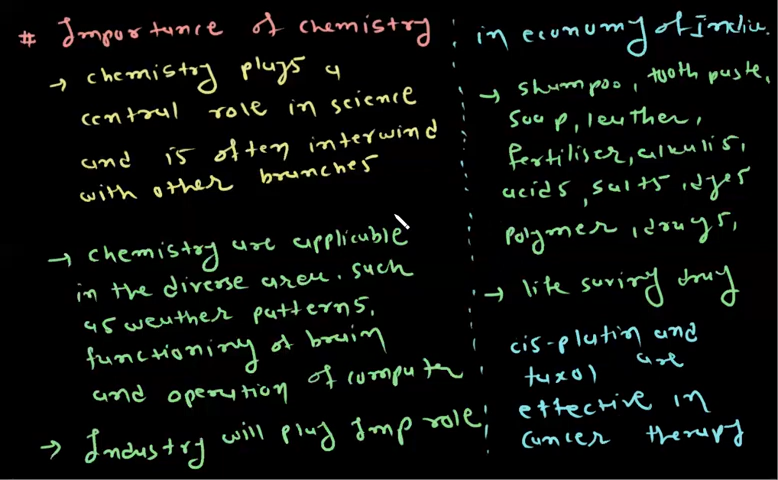 # Importance of chemistry
→ chemistry plays a
central role in science
and is often interwind
with other branches
→ chemistry are applicable
in the diverse area. such
as weather patterns,
functioning of brain
and operation of computer
→ Industry will play Imp role,
in economy of India.
→ shampoo, tooth paste,
soap, leather,
fertiliser, alkalis,
acids, salts, dyes
polymer, drugs,
→ life saving drug
cis-platin and
taxol are
effective in
cancer therapy